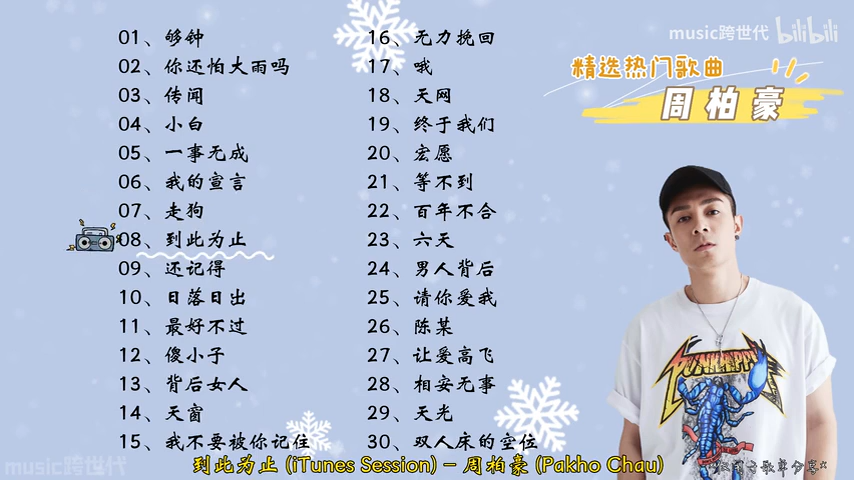 music跨世代 bilibili
精选热门歌曲
周柏豪
01、够钟
02、你还怕大雨吗
03、传闻
04、小白
05、一事无成
06、我的宣言
07、走狗
08、到此为止
09、还记得
10、日落日出
11、最好不过
12、傻小子
13、背后女人
14、天窗
15、我不要被你记住
16、无力挽回
17、哦
18、天网
19、终于我们
20、宏愿
21、等不到
22、百年不合
23、六天
24、男人背后
25、请你爱我
26、陈某
27、让爱高飞
28、相安无事
29、天光
30、双人床的空位
music跨世代
到此为止 (iTunes Session) – 周柏豪 (Pakho Chau)